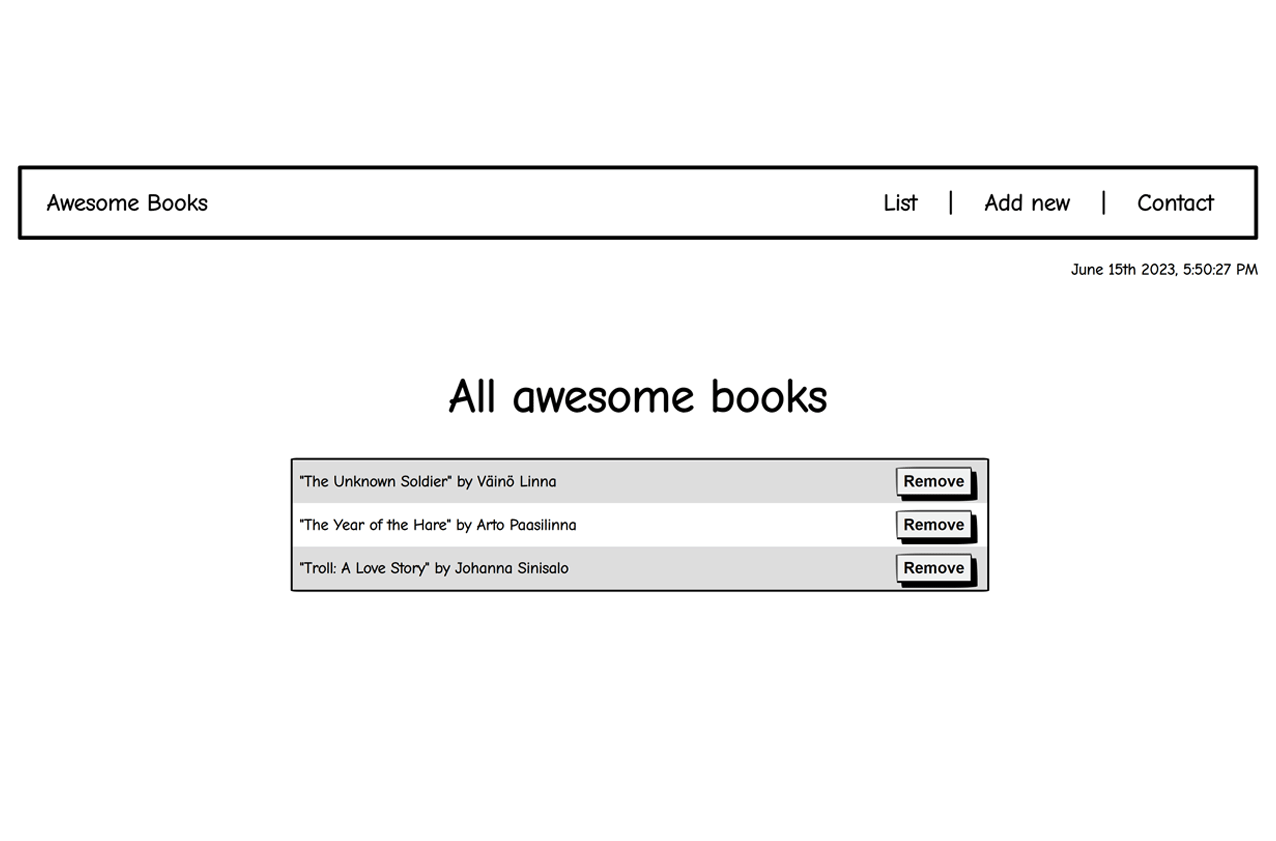 Awesome Books List | Add new | Contact
June 15th 2023, 5:50:27 PM
All awesome books
"The Unknown Soldier" by Väinö Linna Remove
"The Year of the Hare" by Arto Paasilinna Remove
"Troll: A Love Story" by Johanna Sinisalo Remove